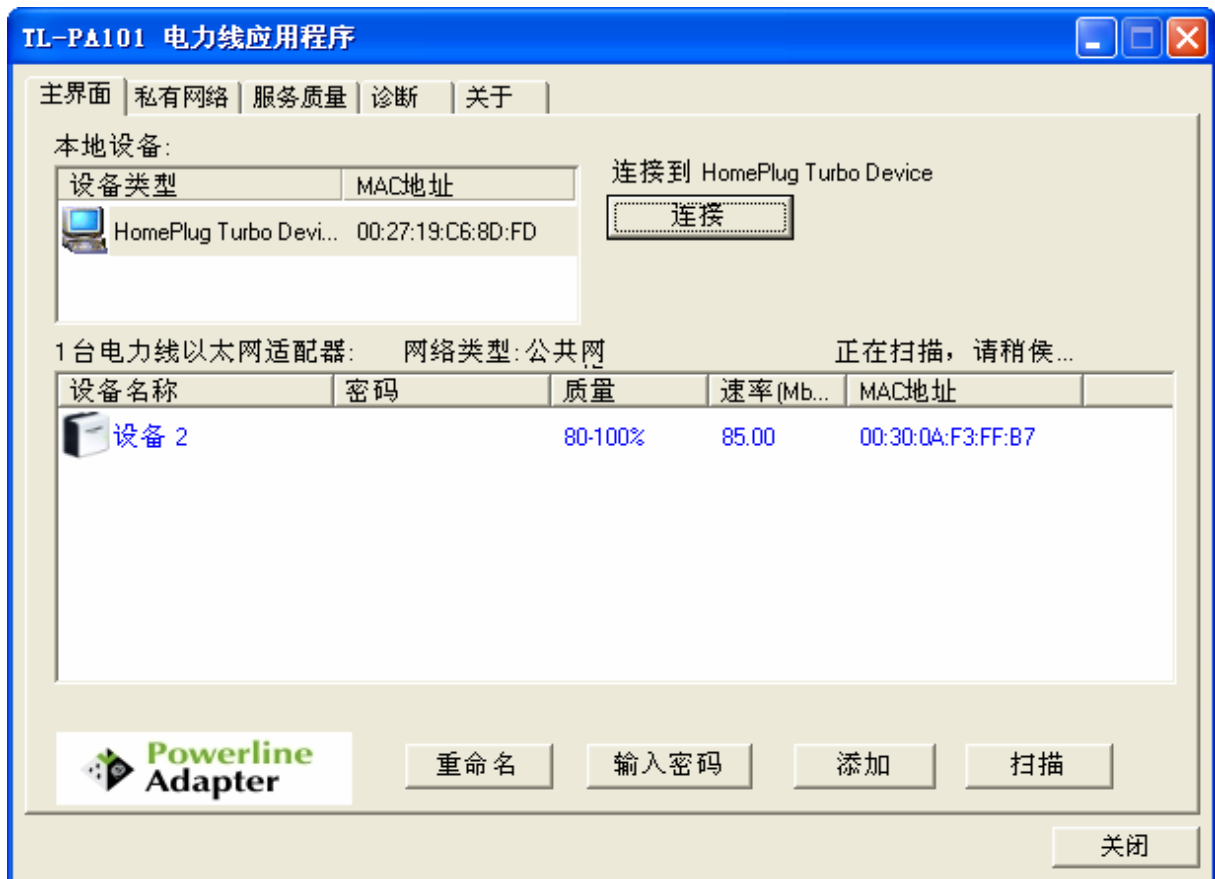 TL-PA101 电力线应用程序
主界面 私有网络 服务质量 诊断 关于
本地设备:
设备类型 MAC地址
HomePlug Turbo Devi... 00:27:19:C6:8D:FD
连接到 HomePlug Turbo Device
连接
1台电力线以太网适配器: 网络类型:公共网 正在扫描，请稍侯...
设备名称 密码 质量 速率(Mb... MAC地址
设备 2 80-100% 85.00 00:30:0A:F3:FF:B7
Powerline
Adapter
重命名 输入密码 添加 扫描
关闭